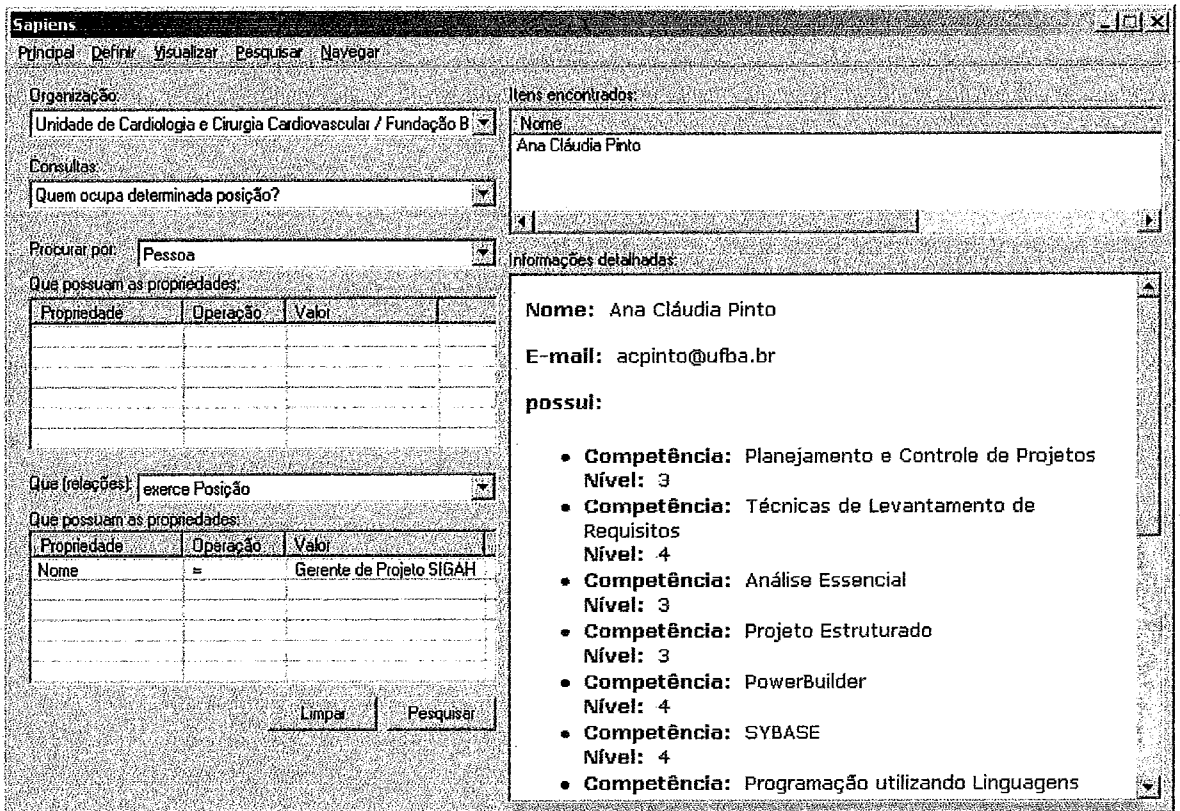 Sapiens
Principal Definir Visualizar Pesquisar Navegar
Organização:
Unidade de Cardiologia e Cirurgia Cardiovascular / Fundação B
Consultas:
Quem ocupa determinada posição?
Procurar por: Pessoa
Que possuam as propriedades:
Propriedade Operação Valor
Que (relações): exerce Posição
Que possuam as propriedades:
Propriedade Operação Valor
Nome = Gerente de Projeto SIGAH
Limpar Pesquisar
Itens encontrados:
Nome
Ana Cláudia Pinto
Informações detalhadas:
Nome: Ana Cláudia Pinto
E-mail: acpinto@ufba.br
possui:
• Competência: Planejamento e Controle de Projetos
Nível: 3
• Competência: Técnicas de Levantamento de
Requisitos
Nível: 4
• Competência: Análise Essencial
Nível: 3
• Competência: Projeto Estruturado
Nível: 3
• Competência: PowerBuilder
Nível: 4
• Competência: SYBASE
Nível: 4
• Competência: Programação utilizando Linguagens